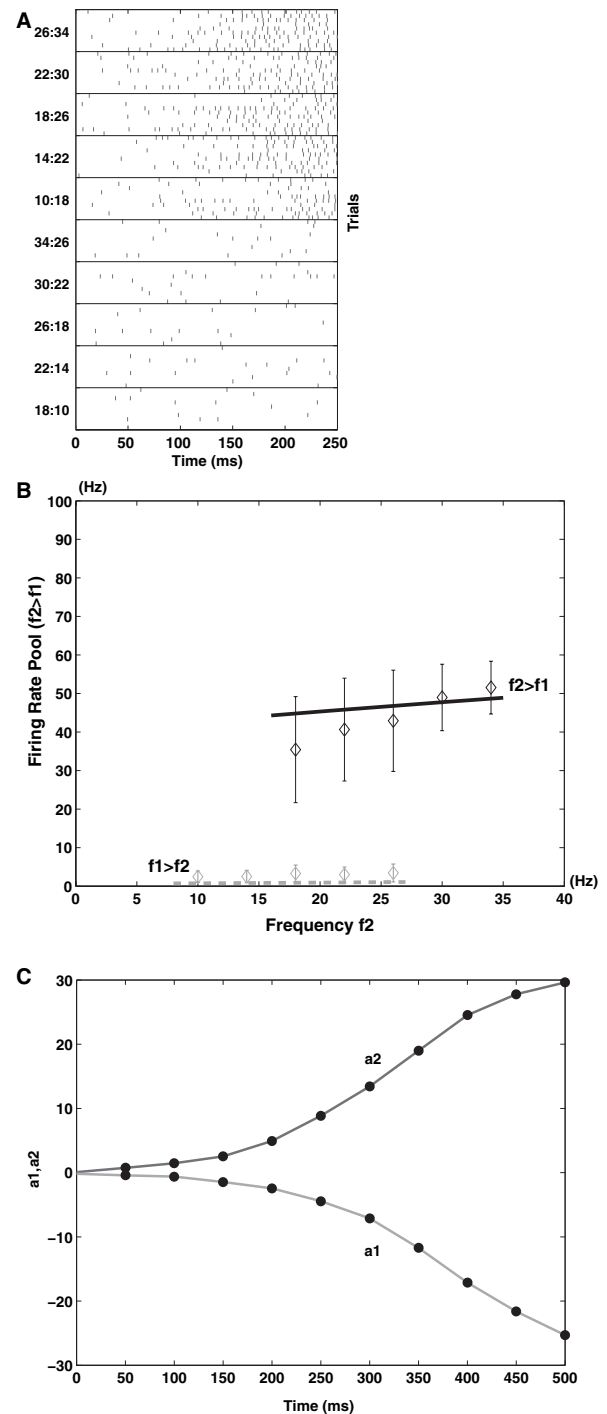 A
26:34
22:30
18:26
14:22
10:18
34:26
30:22
26:18
22:14
18:10
Trials
0 50 100 150 200 250
Time (ms)
B
(Hz)
100
90
80
70
60
50
40
30
20
10
0
Firing Rate Pool (f2>f1)
f2>f1
f1>f2
0 5 10 15 20 25 30 35 40
(Hz)
Frequency f2
C
30
20
10
0
−10
−20
−30
a1,a2
a2
a1
0 50 100 150 200 250 300 350 400 450 500
Time (ms)